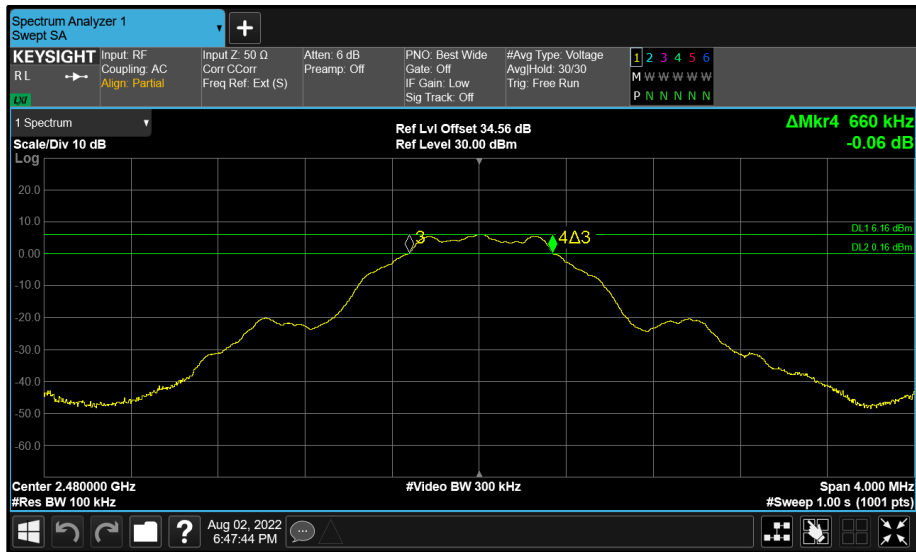 Spectrum Analyzer 1
Swept SA
+
KEYSIGHT
R L
LXI
Input: RF
Coupling: AC
Align: Partial
Input Z: 50 Ω
Corr CCorr
Freq Ref: Ext (S)
Atten: 6 dB
Preamp: Off
PNO: Best Wide
Gate: Off
IF Gain: Low
Sig Track: Off
#Avg Type: Voltage
Avg|Hold: 30/30
Trig: Free Run
1 2 3 4 5 6
M W W W W W
P N N N N N
1 Spectrum
Scale/Div 10 dB
Ref Lvl Offset 34.56 dB
Ref Level 30.00 dBm
ΔMkr4 660 kHz
-0.06 dB
Log
20.0
10.0
0.00
-10.0
-20.0
-30.0
-40.0
-50.0
-60.0
3
4Δ3
DL1 6.16 dBm
DL2 0.16 dBm
Center 2.480000 GHz
#Res BW 100 kHz
#Video BW 300 kHz
Span 4.000 MHz
#Sweep 1.00 s (1001 pts)
?
Aug 02, 2022
6:47:44 PM